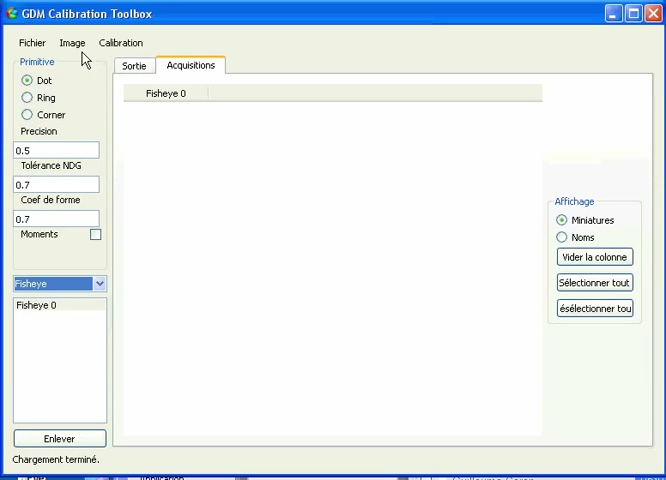 GDM Calibration Toolbox
Fichier Image Calibration
Primitive
Dot
Ring
Corner
Precision
0.5
Tolérance NDG
0.7
Coef de forme
0.7
Moments
Fisheye
Fisheye 0
Enlever
Chargement terminé.
Sortie Acquisitions
Fisheye 0
Affichage
Miniatures
Noms
Vider la colonne
Sélectionner tout
ésélectionner tou